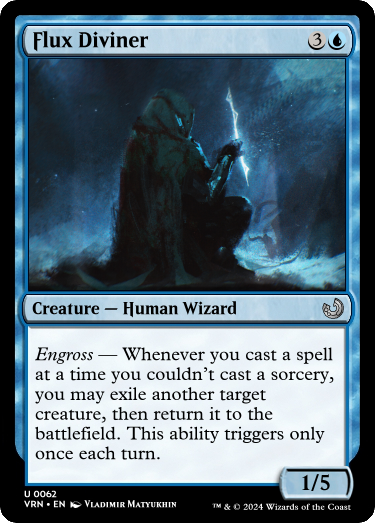 Flux Diviner 3
Creature — Human Wizard
Engross — Whenever you cast a spell
at a time you couldn't cast a sorcery,
you may exile another target
creature, then return it to the
battlefield. This ability triggers only
once each turn.
1/5
U 0062
VRN • EN Vladimir Matyukhin
™ & © 2024 Wizards of the Coast